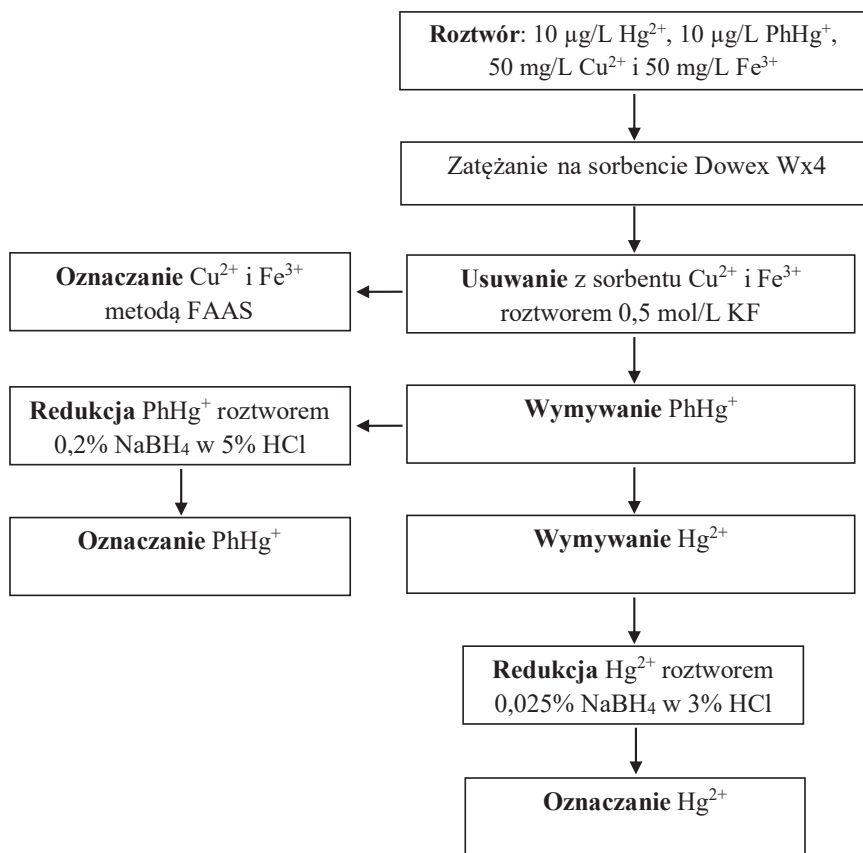 Roztwór: 10 µg/L Hg²⁺, 10 µg/L PhHg⁺,
50 mg/L Cu²⁺ i 50 mg/L Fe³⁺
Zatężanie na sorbencie Dowex Wx4
Oznaczanie Cu²⁺ i Fe³⁺
metodą FAAS
Usuwanie z sorbentu Cu²⁺ i Fe³⁺
roztworem 0,5 mol/L KF
Redukcja PhHg⁺ roztworem
0,2% NaBH₄ w 5% HCl
Wymywanie PhHg⁺
Oznaczanie PhHg⁺
Wymywanie Hg²⁺
Redukcja Hg²⁺ roztworem
0,025% NaBH₄ w 3% HCl
Oznaczanie Hg²⁺